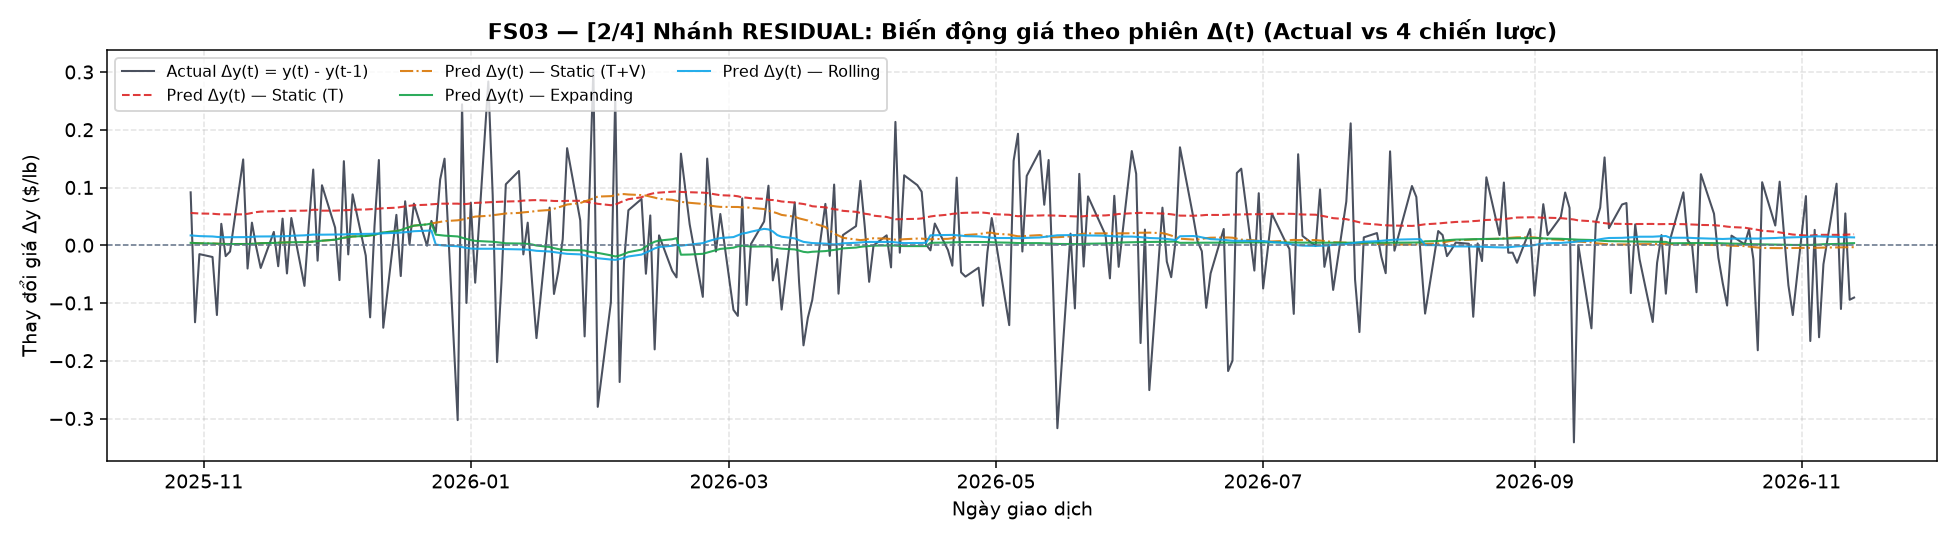 FS03 — [2/4] Nhánh RESIDUAL: Biến động giá theo phiên Δ(t) (Actual vs 4 chiến lược)
Actual Δy(t) = y(t) - y(t-1)
Pred Δy(t) — Static (T)
Pred Δy(t) — Static (T+V)
Pred Δy(t) — Expanding
Pred Δy(t) — Rolling
Thay đổi giá Δy ($/lb)
0.3
0.2
0.1
0.0
−0.1
−0.2
−0.3
2025-11
2026-01
2026-03
2026-05
2026-07
2026-09
2026-11
Ngày giao dịch